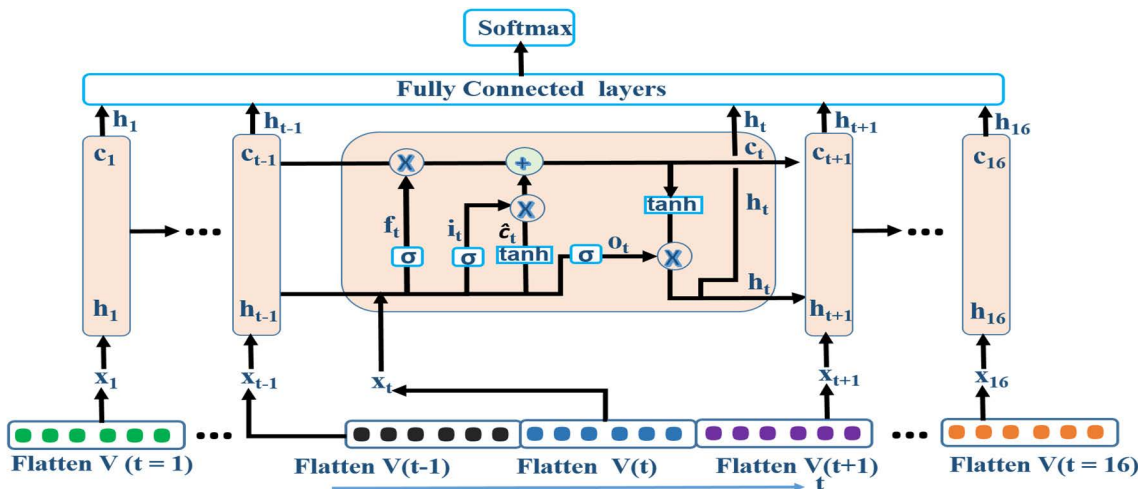 Softmax
Fully Connected layers
h1 ht-1 ht ht+1 h16
c1 ct-1 X + ct ct+1 c16
tanh
ft it X ht
ĉt
σ σ tanh σ ot X
ht
h1 ht-1 ht+1 h16
x1 xt-1 xt xt+1 x16
Flatten V (t = 1) Flatten V(t-1) Flatten V(t) Flatten V(t+1) Flatten V(t = 16)
t